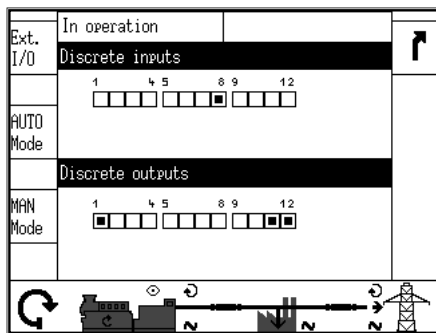 Ext.
I/O
In operation
Discrete inputs
1 4 5 8 9 12
AUTO
Mode
Discrete outputs
MAN
Mode
1 4 5 8 9 12